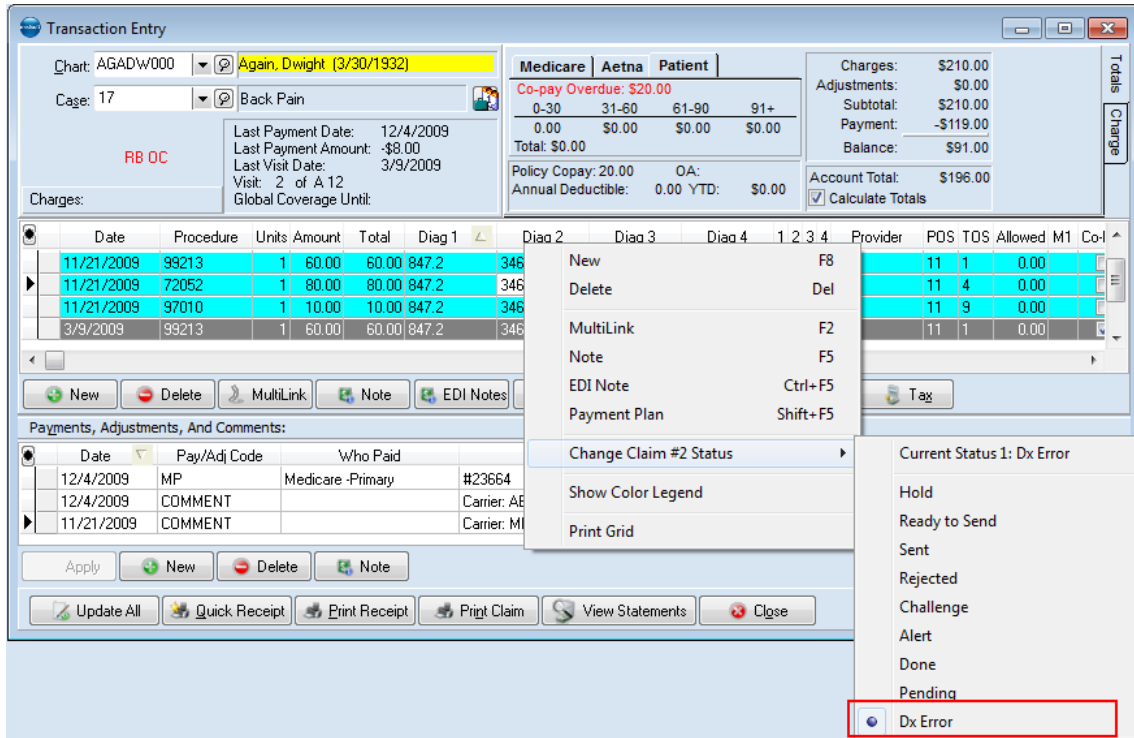 Transaction Entry
Chart: AGADW000 Again, Dwight (3/30/1932)
Case: 17 Back Pain
RB OC
Last Payment Date: 12/4/2009
Last Payment Amount: -$8.00
Last Visit Date: 3/9/2009
Visit: 2 of A 12
Global Coverage Until:
Charges:
Medicare Aetna Patient
Co-pay Overdue: $20.00
0-30 31-60 61-90 91+
0.00 $0.00 $0.00 $0.00
Total: $0.00
Policy Copay: 20.00 OA:
Annual Deductible: 0.00 YTD: $0.00
Charges: $210.00
Adjustments: $0.00
Subtotal: $210.00
Payment: -$119.00
Balance: $91.00
Account Total: $196.00
Calculate Totals
Totals
Charge
Date Procedure Units Amount Total Diag 1 Diag 2 Diag 3 Diag 4 1 2 3 4 Provider POS TOS Allowed M1 Co-
11/21/2009 99213 1 60.00 60.00 847.2 346 11 1 0.00
11/21/2009 72052 1 80.00 80.00 847.2 346 11 4 0.00
11/21/2009 97010 1 10.00 10.00 847.2 346 11 9 0.00
3/9/2009 99213 1 60.00 60.00 847.2 346 11 1 0.00
New Delete MultiLink Note EDI Notes Tax
Payments, Adjustments, And Comments:
Date Pay/Adj Code Who Paid
12/4/2009 MP Medicare -Primary #23664
12/4/2009 COMMENT Carrier: AE
11/21/2009 COMMENT Carrier:
Apply New Delete Note
Update All Quick Receipt Print Receipt Print Claim View Statements Close
New F8
Delete Del
MultiLink F2
Note F5
EDI Note Ctrl+F5
Payment Plan Shift+F5
Change Claim #2 Status
Show Color Legend
Print Grid
Current Status 1: Dx Error
Hold
Ready to Send
Sent
Rejected
Challenge
Alert
Done
Pending
Dx Error